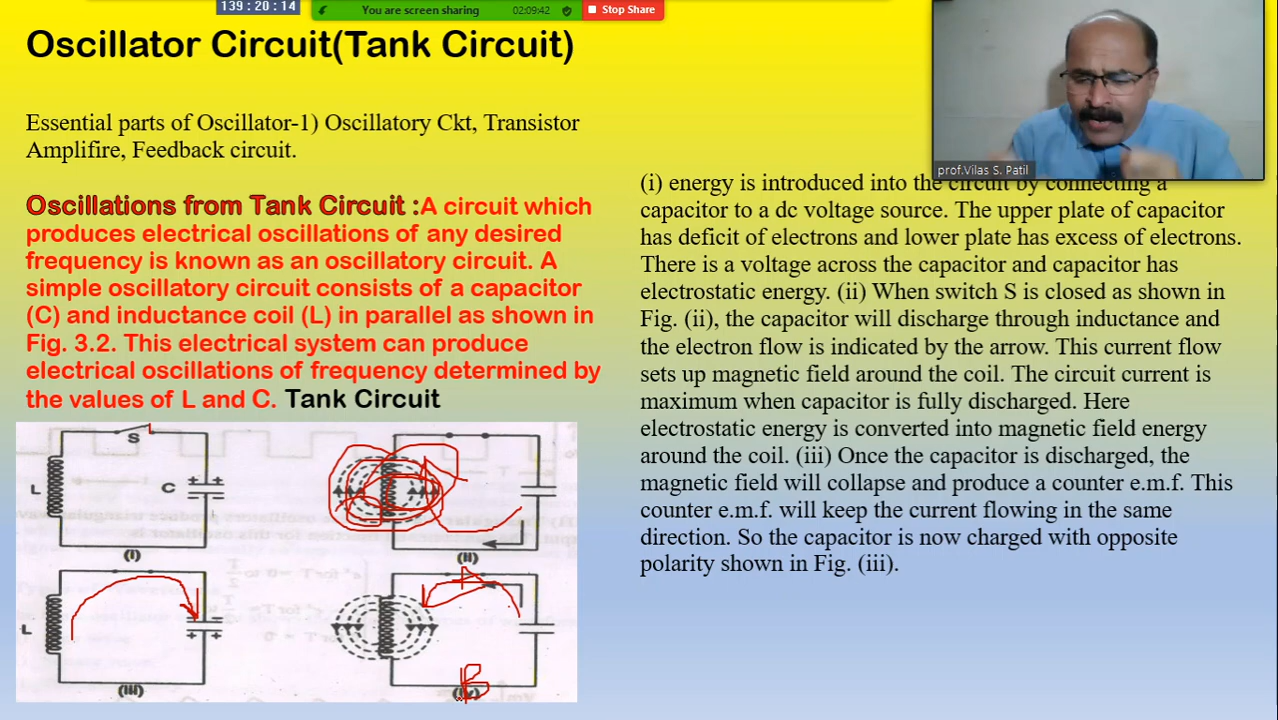 139:20:14
You are screen sharing
02:09:42
Stop Share
Oscillator Circuit(Tank Circuit)
prof.Vilas S. Patil
Essential parts of Oscillator-1) Oscillatory Ckt, Transistor
Amplifire, Feedback circuit.
Oscillations from Tank Circuit :A circuit which
produces electrical oscillations of any desired
frequency is known as an oscillatory circuit. A
simple oscillatory circuit consists of a capacitor
(C) and inductance coil (L) in parallel as shown in
Fig. 3.2. This electrical system can produce
electrical oscillations of frequency determined by
the values of L and C. Tank Circuit
S
L
C
(i)
(ii)
L
(iii)
(iv)
B
(i) energy is introduced into the circuit by connecting a
capacitor to a dc voltage source. The upper plate of capacitor
has deficit of electrons and lower plate has excess of electrons.
There is a voltage across the capacitor and capacitor has
electrostatic energy. (ii) When switch S is closed as shown in
Fig. (ii), the capacitor will discharge through inductance and
the electron flow is indicated by the arrow. This current flow
sets up magnetic field around the coil. The circuit current is
maximum when capacitor is fully discharged. Here
electrostatic energy is converted into magnetic field energy
around the coil. (iii) Once the capacitor is discharged, the
magnetic field will collapse and produce a counter e.m.f. This
counter e.m.f. will keep the current flowing in the same
direction. So the capacitor is now charged with opposite
polarity shown in Fig. (iii).